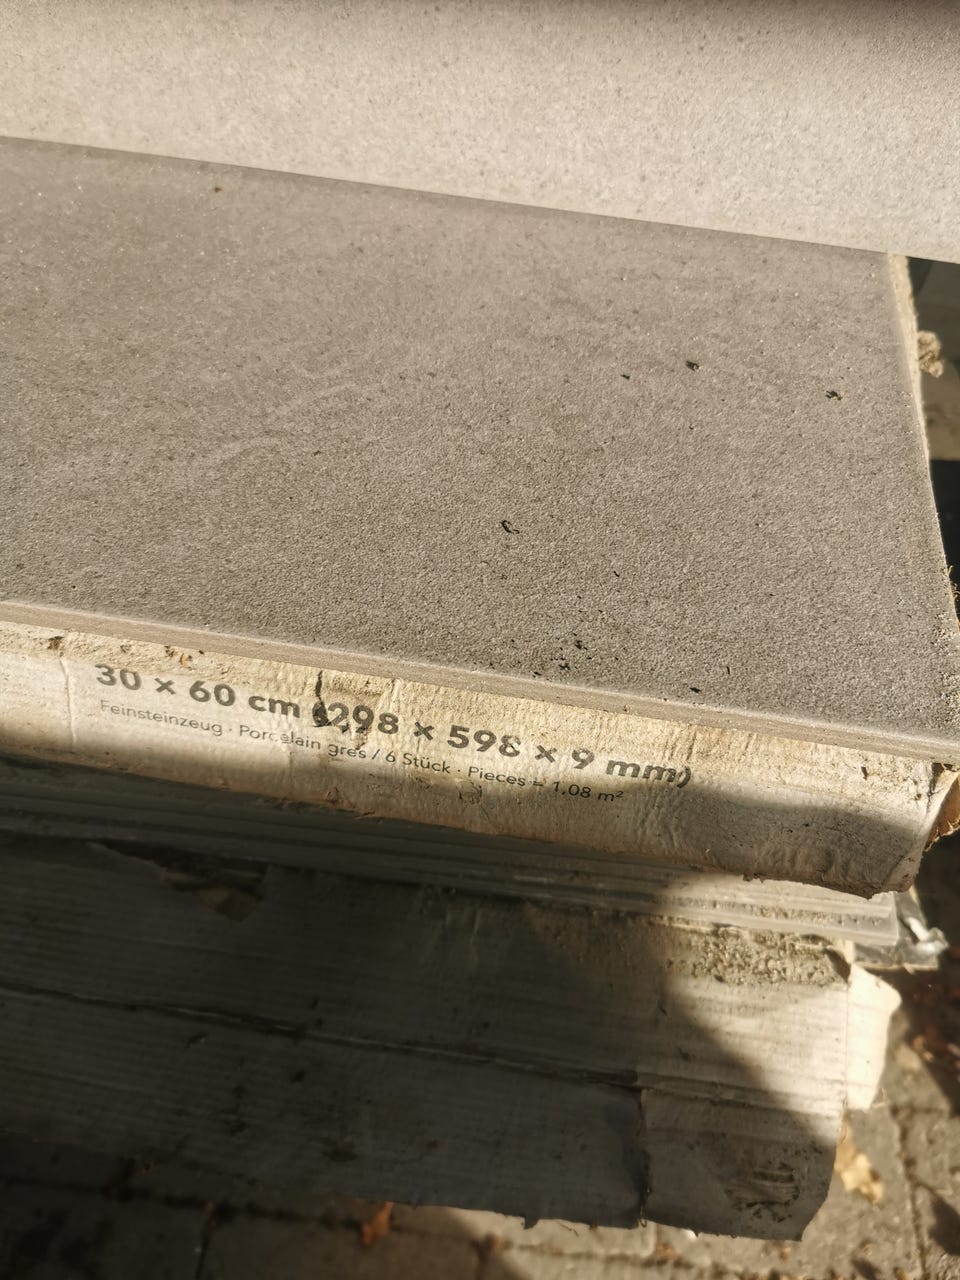 30 × 60 cm (298 × 598 × 9 mm)
Feinsteinzeug · Porcelain gres / 6 Stück · Pieces = 1,08 m²